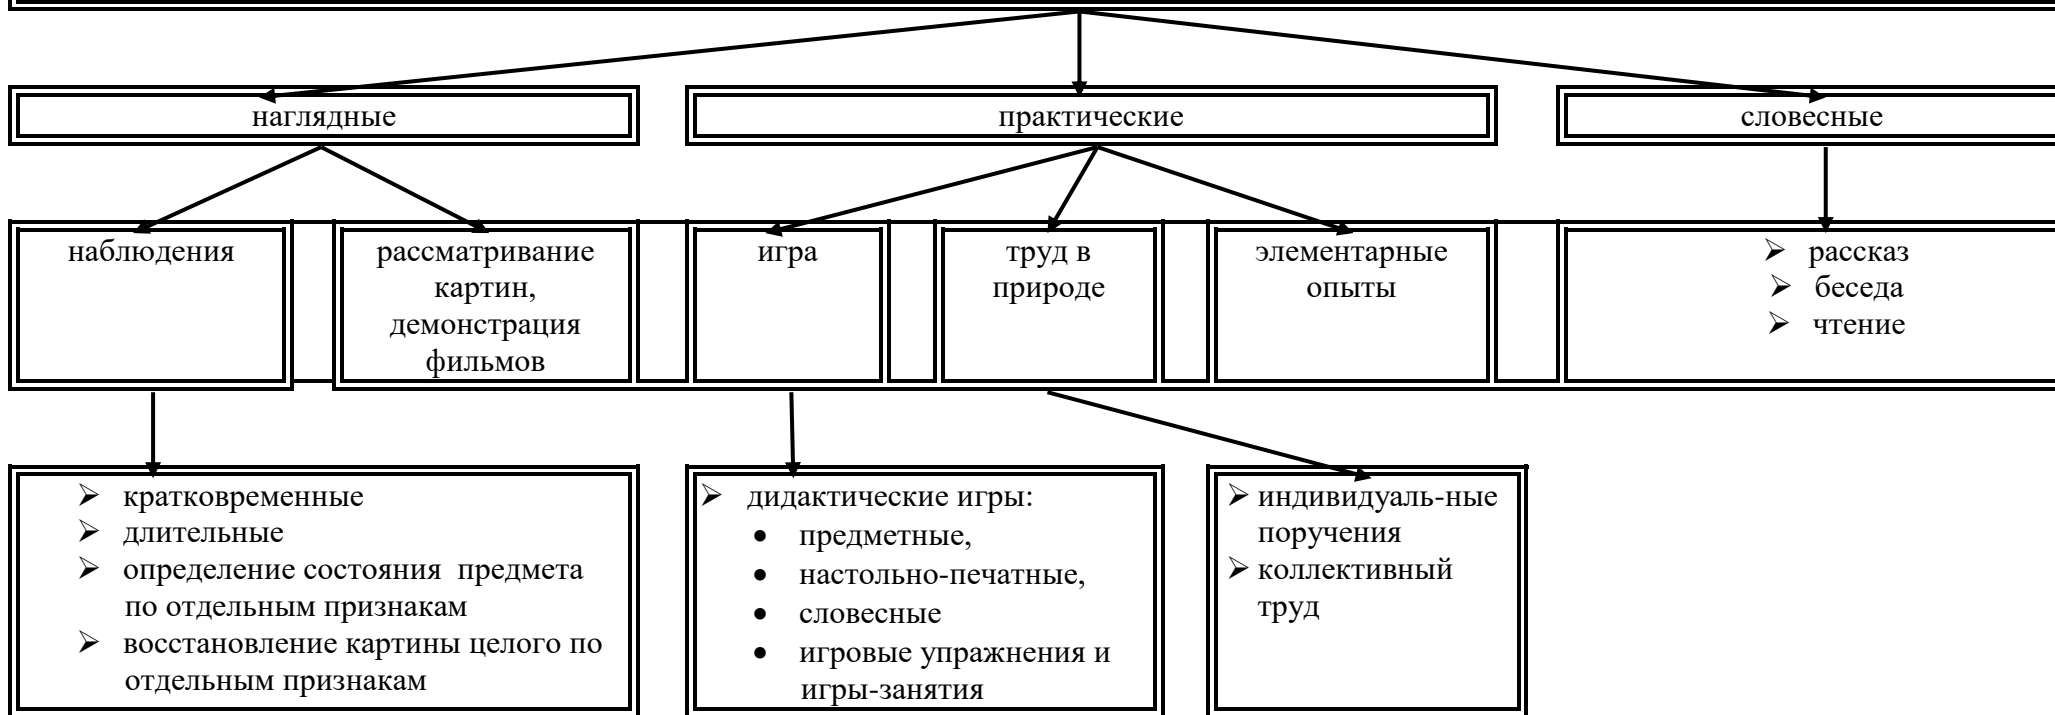 наглядные
практические
словесные
наблюдения
рассматривание
картин,
демонстрация
фильмов
игра
труд в
природе
элементарные
опыты
➢ рассказ
➢ беседа
➢ чтение
➢ кратковременные
➢ длительные
➢ определение состояния предмета
по отдельным признакам
➢ восстановление картины целого по
отдельным признакам
➢ дидактические игры:
• предметные,
• настольно-печатные,
• словесные
• игровые упражнения и
игры-занятия
➢ индивидуаль-ные
поручения
➢ коллективный
труд